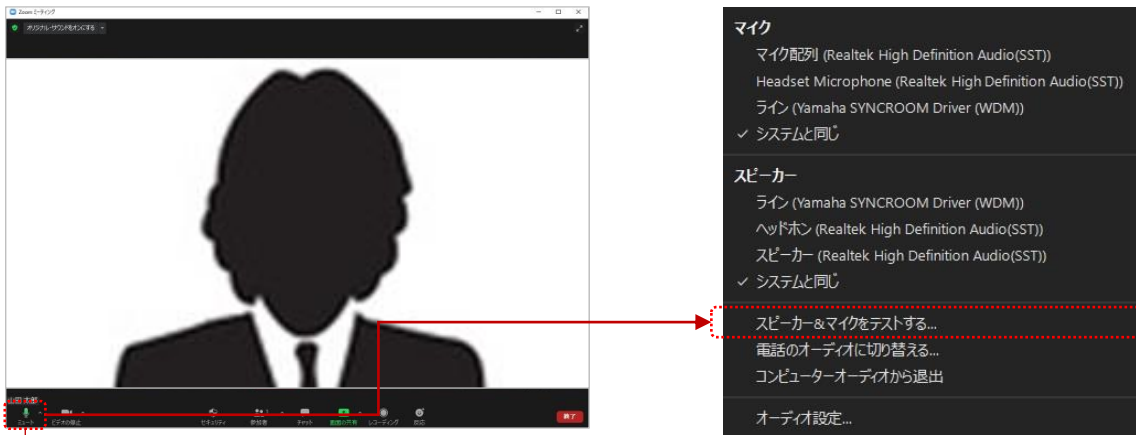 Zoom ミーティング
オリジナル・サウンドをオンにする
山田 太郎
ミュート
ビデオの停止
セキュリティ
参加者
チャット
画面の共有
レコーディング
反応
終了
マイク
マイク配列 (Realtek High Definition Audio(SST))
Headset Microphone (Realtek High Definition Audio(SST))
ライン (Yamaha SYNCROOM Driver (WDM))
✓ システムと同じ
スピーカー
ライン (Yamaha SYNCROOM Driver (WDM))
ヘッドホン (Realtek High Definition Audio(SST))
スピーカー (Realtek High Definition Audio(SST))
✓ システムと同じ
スピーカー&マイクをテストする...
電話のオーディオに切り替える...
コンピューターオーディオから退出
オーディオ設定...